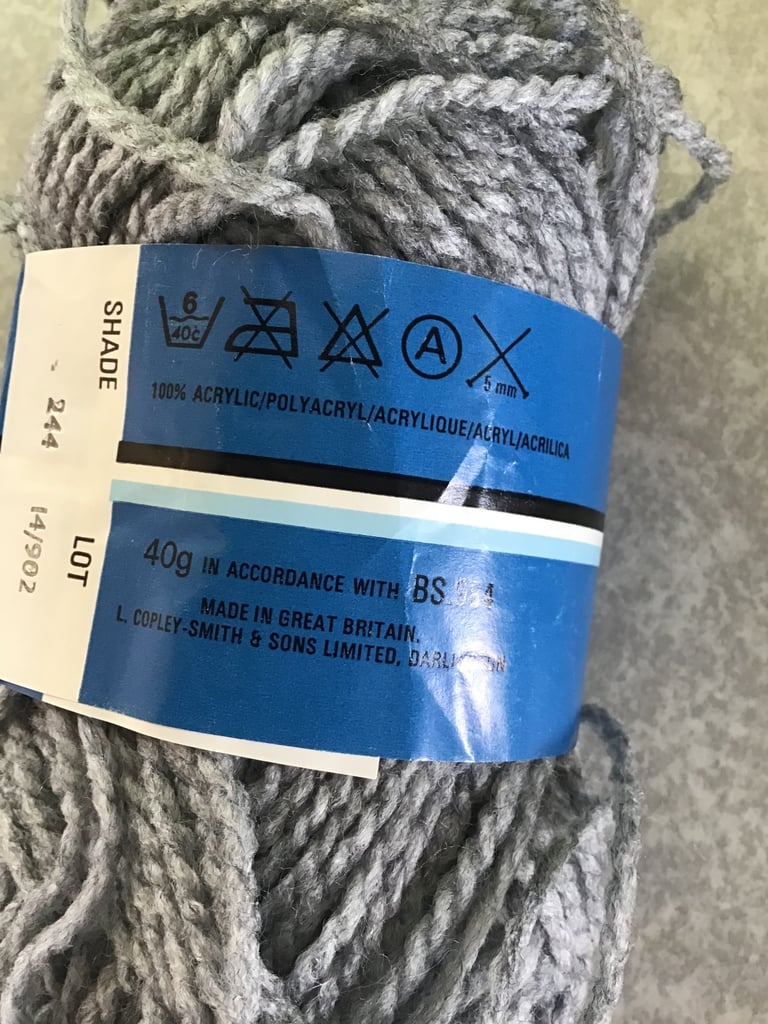 SHADE
244
LOT
14/902
6
40c
A
5 mm
100% ACRYLIC/POLYACRYL/ACRYLIQUE/ACRYL/ACRILICA
40g IN ACCORDANCE WITH BS.
MADE IN GREAT BRITAIN.
L. COPLEY-SMITH & SONS LIMITED,